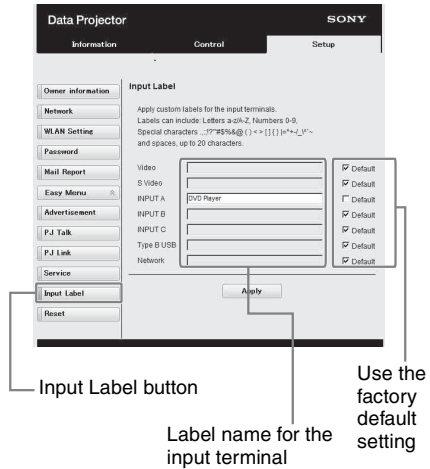 Data Projector
SONY
Information Control Setup
Owner information
Network
WLAN Setting
Password
Mail Report
Easy Menu
Advertisement
PJ Talk
PJ Link
Service
Input Label
Reset
Input Label
Apply custom labels for the input terminals.
Labels can include: Letters a-z/A-Z, Numbers 0-9,
and spaces, up to 20 characters.
Video Default
S Video Default
INPUT A DVD Player Default
INPUT B Default
INPUT C Default
Type B USB Default
Network Default
Apply
Input Label button
Label name for the
input terminal
Use the
factory
default
setting